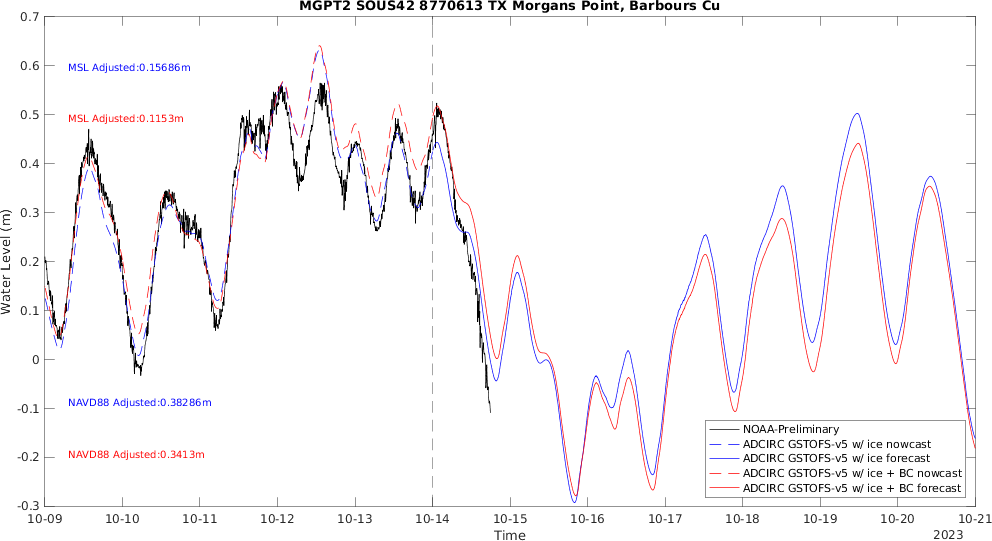 MGPT2 SOUS42 8770613 TX Morgans Point, Barbours Cu
Water Level (m)
0.7
0.6
0.5
0.4
0.3
0.2
0.1
0
-0.1
-0.2
-0.3
MSL Adjusted:0.15686m
MSL Adjusted:0.1153m
NAVD88 Adjusted:0.38286m
NAVD88 Adjusted:0.3413m
NOAA-Preliminary
ADCIRC GSTOFS-v5 w/ ice nowcast
ADCIRC GSTOFS-v5 w/ ice forecast
ADCIRC GSTOFS-v5 w/ ice + BC nowcast
ADCIRC GSTOFS-v5 w/ ice + BC forecast
10-09 10-10 10-11 10-12 10-13 10-14 10-15 10-16 10-17 10-18 10-19 10-20 10-21
Time
2023